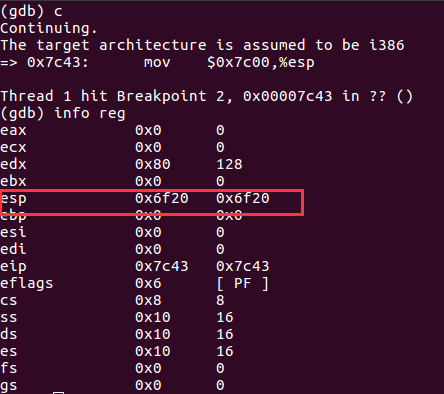 (gdb) c
Continuing.
The target architecture is assumed to be i386
=> 0x7c43:      mov    $0x7c00,%esp

Thread 1 hit Breakpoint 2, 0x00007c43 in ?? ()
(gdb) info reg
eax            0x0      0
ecx            0x0      0
edx            0x80     128
ebx            0x0      0
esp            0x6f20   0x6f20
ebp            0x0      0x0
esi            0x0      0
edi            0x0      0
eip            0x7c43   0x7c43
eflags         0x6      [ PF ]
cs             0x8      8
ss             0x10     16
ds             0x10     16
es             0x10     16
fs             0x0      0
gs             0x0      0